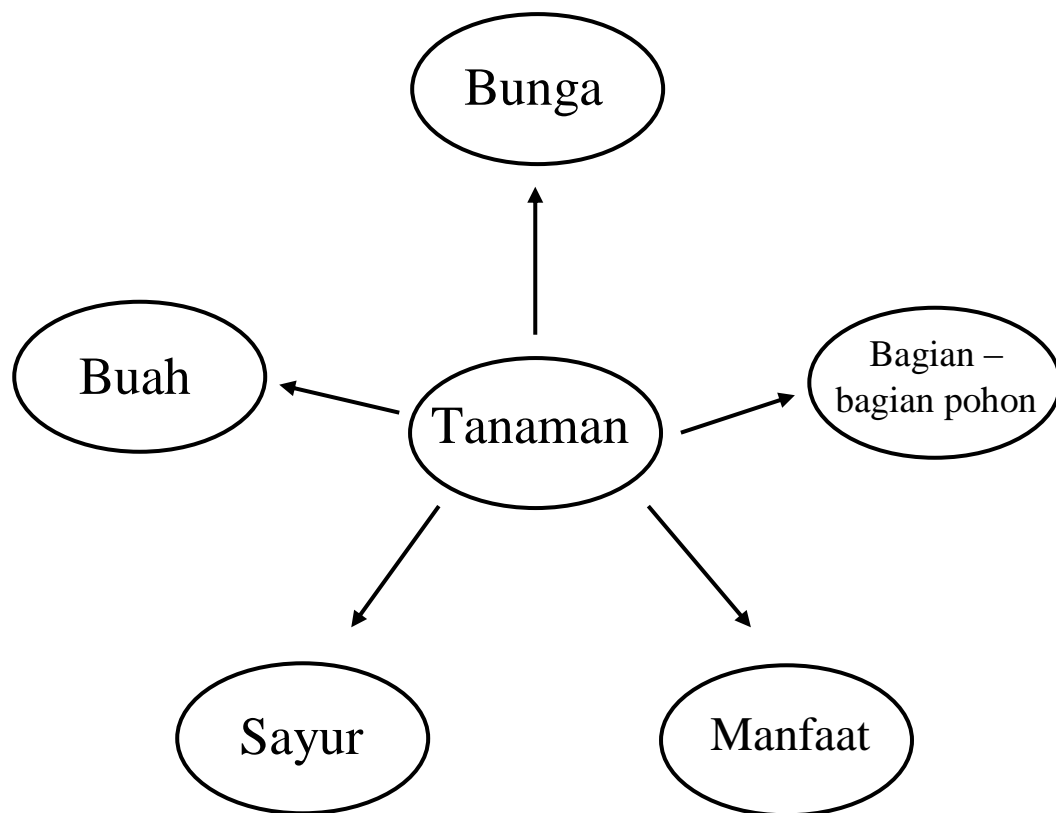 Bunga
Buah
Tanaman
Bagian –
bagian pohon
Sayur
Manfaat